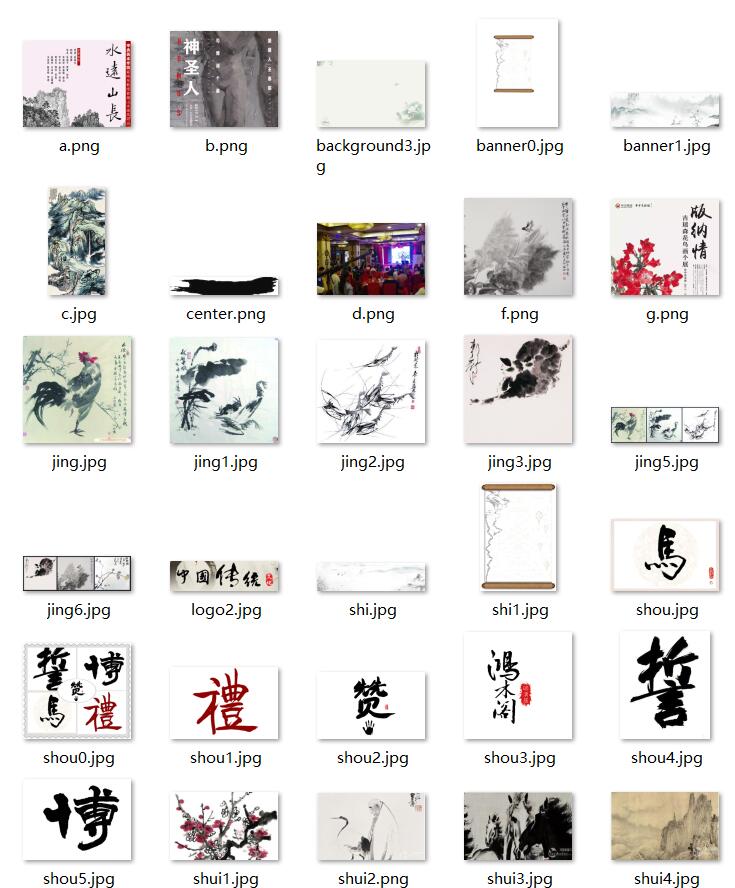 水遠山長
神圣人
版纳情
a.png
b.png
background3.jp
g
banner0.jpg
banner1.jpg
c.jpg
center.png
d.png
f.png
g.png
jing.jpg
jing1.jpg
jing2.jpg
jing3.jpg
jing5.jpg
中國传统
馬
jing6.jpg
logo2.jpg
shi.jpg
shi1.jpg
shou.jpg
誓
博
赞
馬
禮
禮
赞
鴻木阁
誓
shou0.jpg
shou1.jpg
shou2.jpg
shou3.jpg
shou4.jpg
博
shou5.jpg
shui1.jpg
shui2.png
shui3.jpg
shui4.jpg